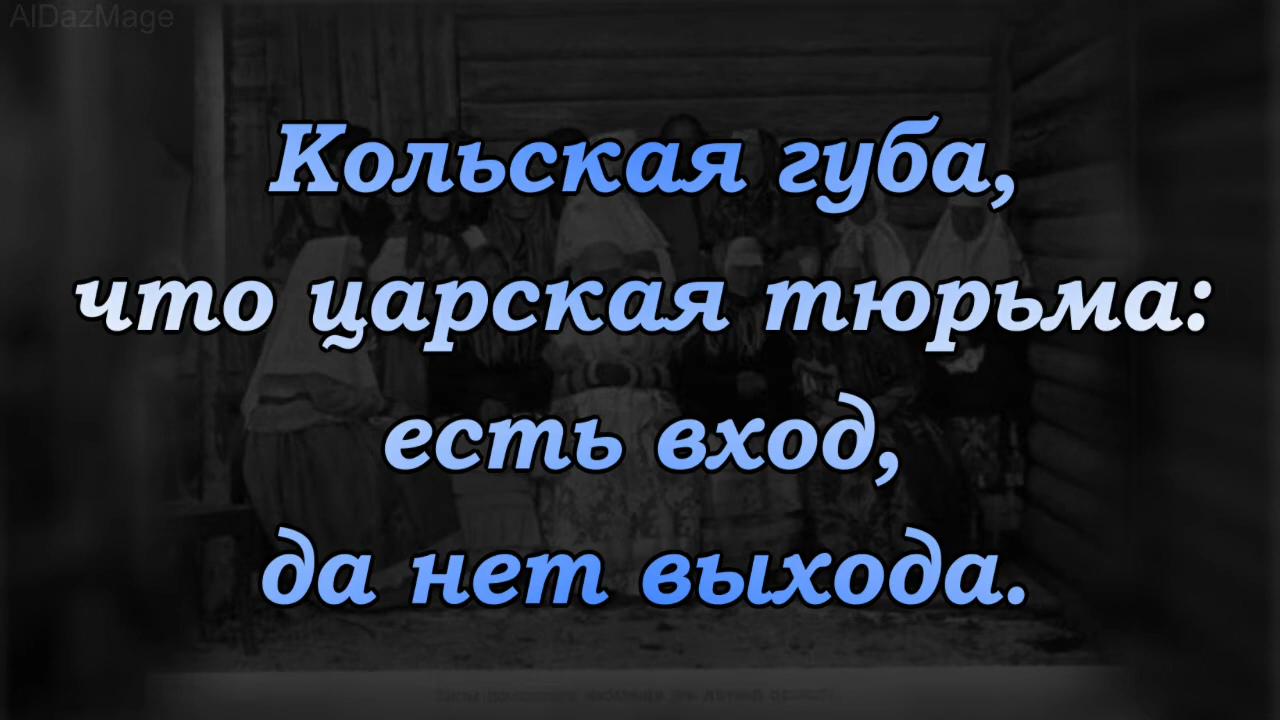 AlDazMage
Кольская губа,
что царская тюрьма:
есть вход,
да нет выхода.